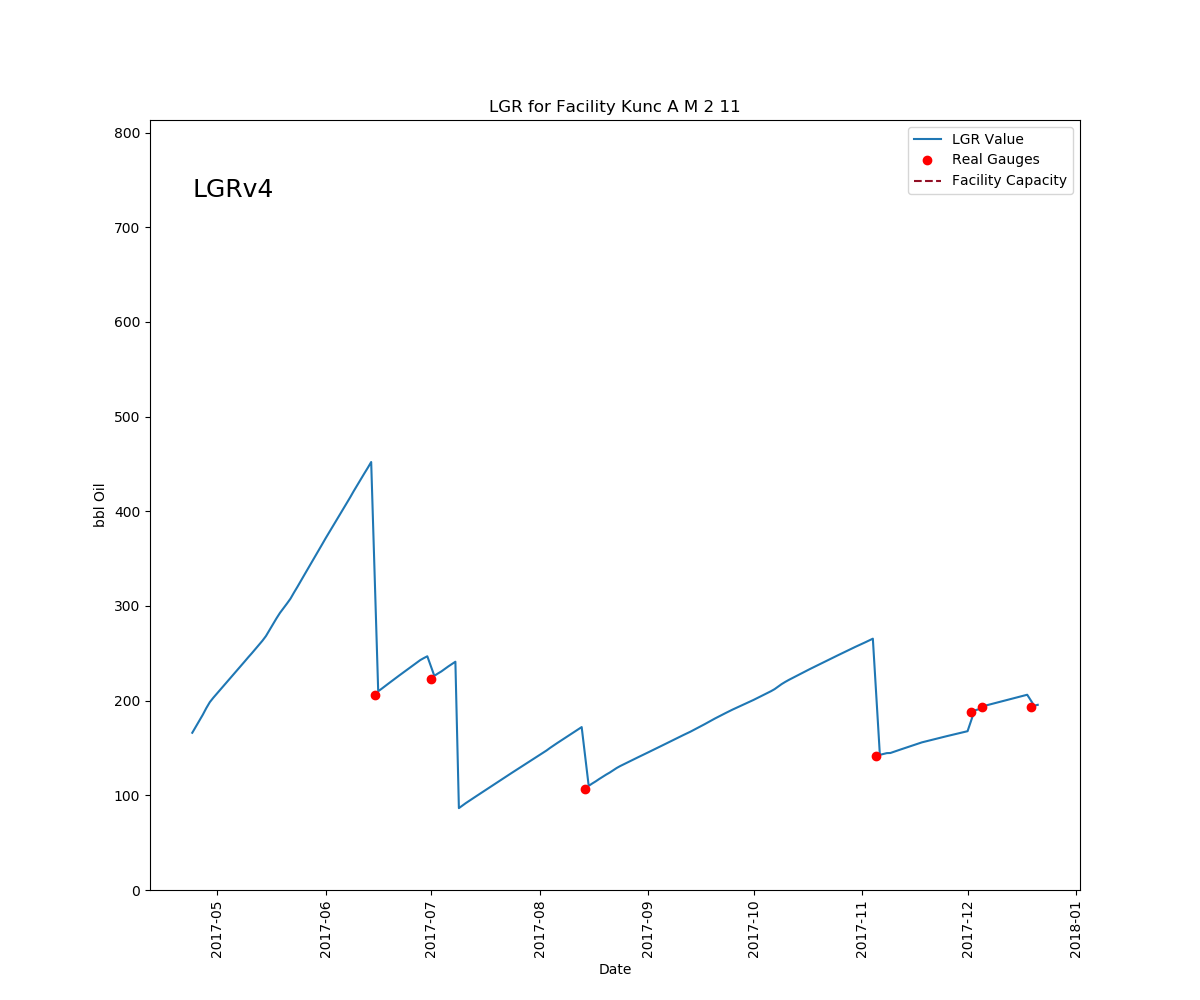 LGR for Facility Kunc A M 2 11
LGRv4
LGR Value
Real Gauges
Facility Capacity
800
700
600
500
400
300
200
100
0
bbl Oil
2017-05
2017-06
2017-07
2017-08
2017-09
2017-10
2017-11
2017-12
2018-01
Date